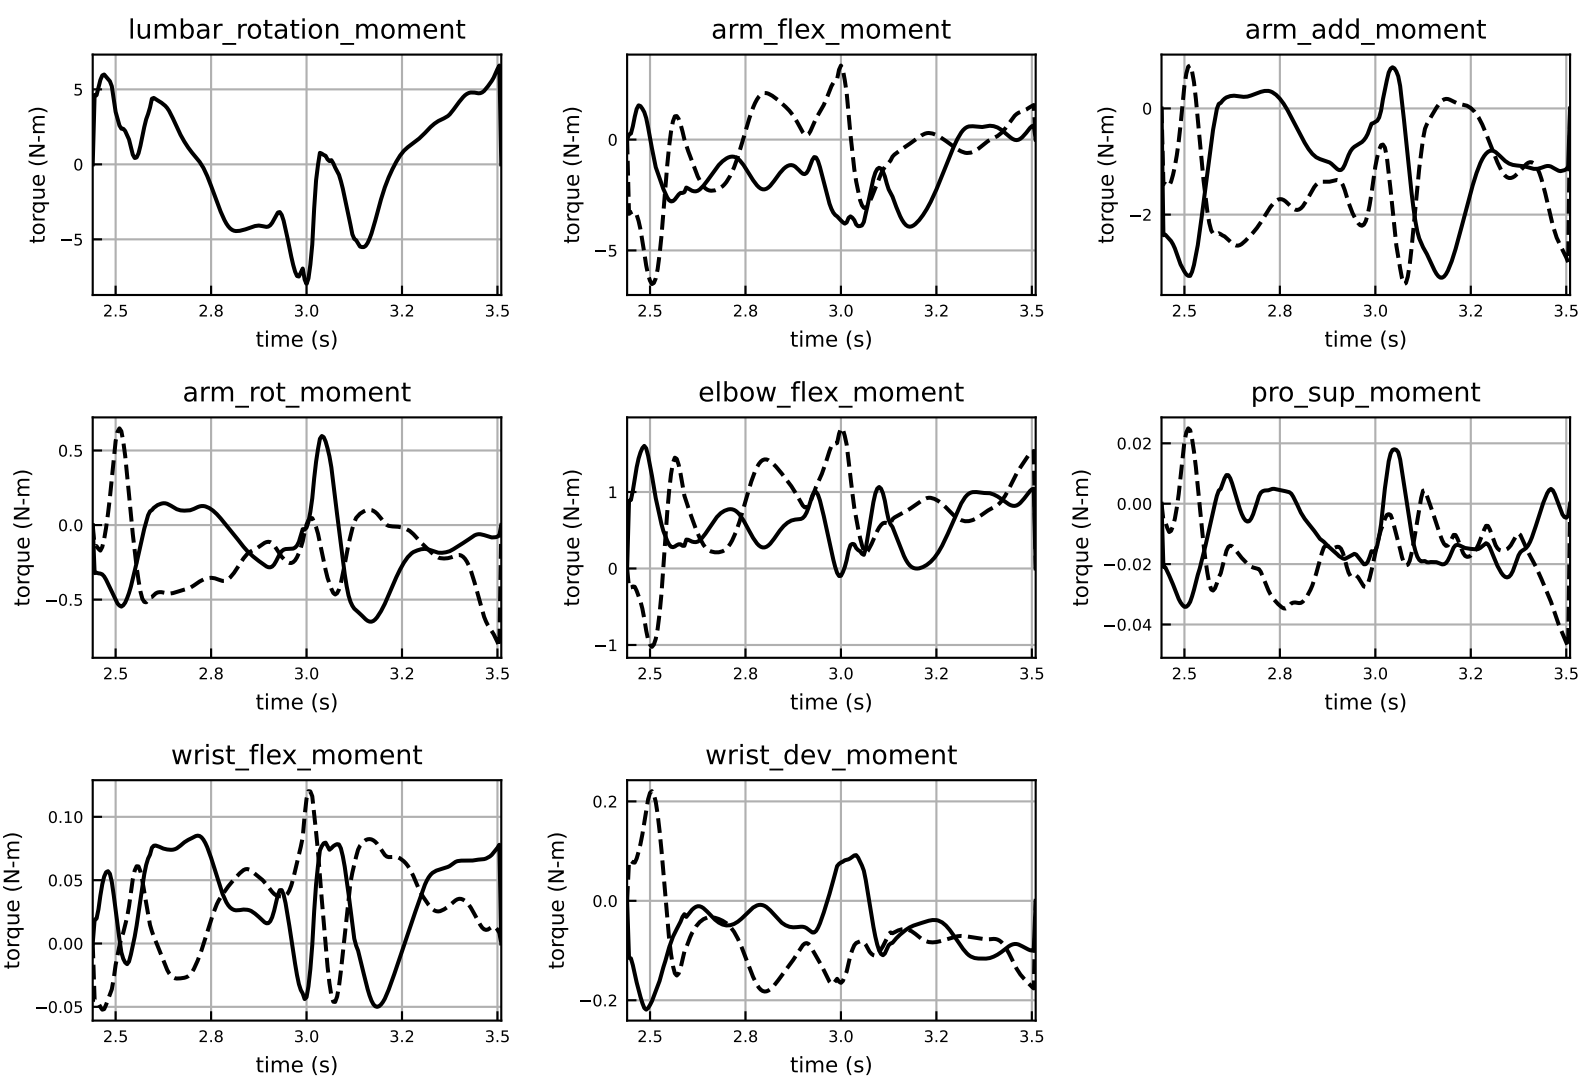 lumbar_rotation_moment
arm_flex_moment
arm_add_moment
torque (N-m)
5
0
−5
2.5 2.8 3.0 3.2 3.5
time (s)
torque (N-m)
0
−5
2.5 2.8 3.0 3.2 3.5
time (s)
torque (N-m)
0
−2
2.5 2.8 3.0 3.2 3.5
time (s)
arm_rot_moment
elbow_flex_moment
pro_sup_moment
torque (N-m)
0.5
0.0
−0.5
2.5 2.8 3.0 3.2 3.5
time (s)
torque (N-m)
1
0
−1
2.5 2.8 3.0 3.2 3.5
time (s)
torque (N-m)
0.02
0.00
−0.02
−0.04
2.5 2.8 3.0 3.2 3.5
time (s)
wrist_flex_moment
wrist_dev_moment
torque (N-m)
0.10
0.05
0.00
−0.05
2.5 2.8 3.0 3.2 3.5
time (s)
torque (N-m)
0.2
0.0
−0.2
2.5 2.8 3.0 3.2 3.5
time (s)